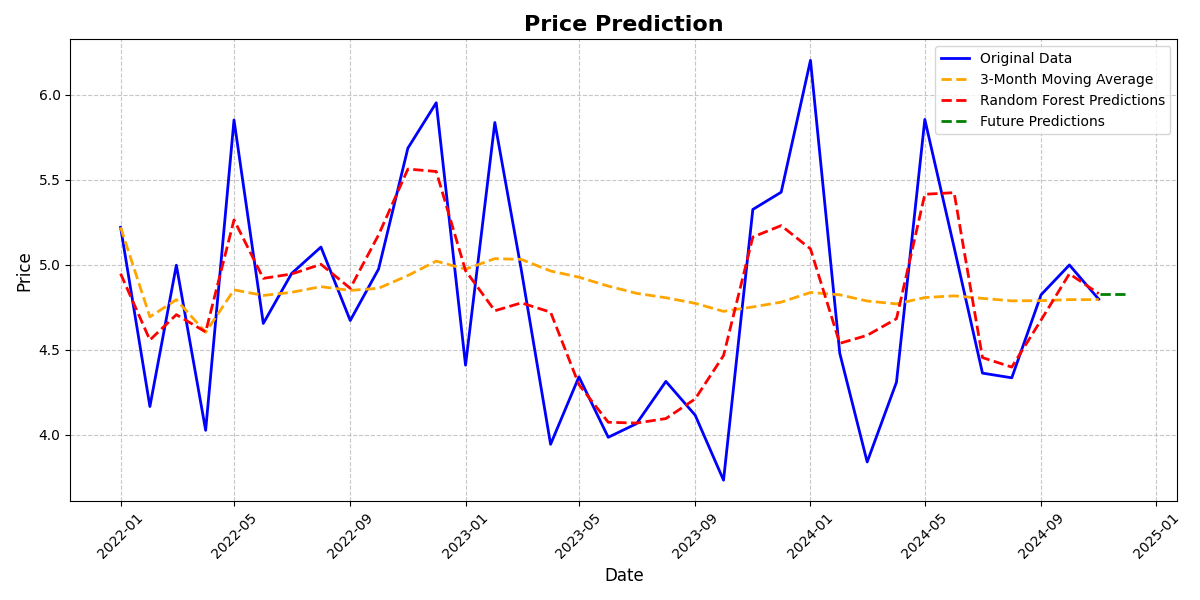 Price Prediction
Original Data
3-Month Moving Average
Random Forest Predictions
Future Predictions
Price
6.0
5.5
5.0
4.5
4.0
2022-01
2022-05
2022-09
2023-01
2023-05
2023-09
2024-01
2024-05
2024-09
2025-01
Date